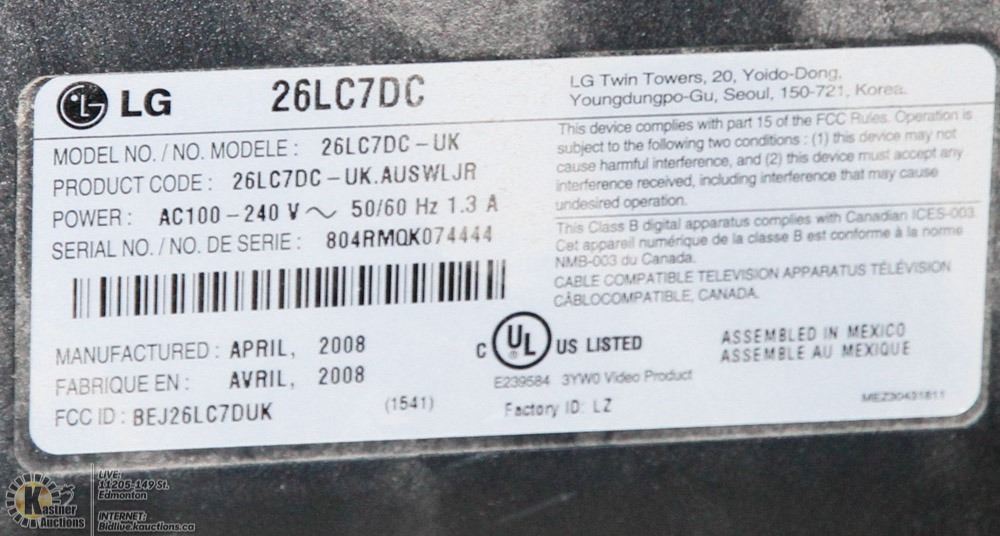 LG 26LC7DC
MODEL NO. / NO. MODELE : 26LC7DC - UK
PRODUCT CODE : 26LC7DC - UK.AUSWLJR
POWER : AC100 - 240 V ~ 50/60 Hz 1.3 A
SERIAL NO. / NO. DE SERIE : 804RMQK074444
MANUFACTURED : APRIL, 2008
FABRIQUE EN : AVRIL, 2008
FCC ID : BEJ26LC7DUK (1541)
LG Twin Towers, 20, Yoido-Dong,
Youngdungpo-Gu, Seoul, 150-721, Korea.
This device complies with part 15 of the FCC Rules. Operation is
subject to the following two conditions : (1) this device may not
cause harmful interference, and (2) this device must accept any
interference received, including interference that may cause
undesired operation.
This Class B digital apparatus complies with Canadian ICES-003.
Cet appareil numérique de la classe B est conforme à la norme
NMB-003 du Canada.
CABLE COMPATIBLE TELEVISION APPARATUS TÉLÉVISION
CÂBLOCOMPATIBLE, CANADA.
C UL ® US LISTED
E239584 3YW0 Video Product
Factory ID: LZ
ASSEMBLED IN MEXICO
ASSEMBLE AU MEXIQUE
MEZ30431811
Kastner
Auctions
LIVE:
11205-149 St.
Edmonton
INTERNET:
Bidlive.kauctions.ca